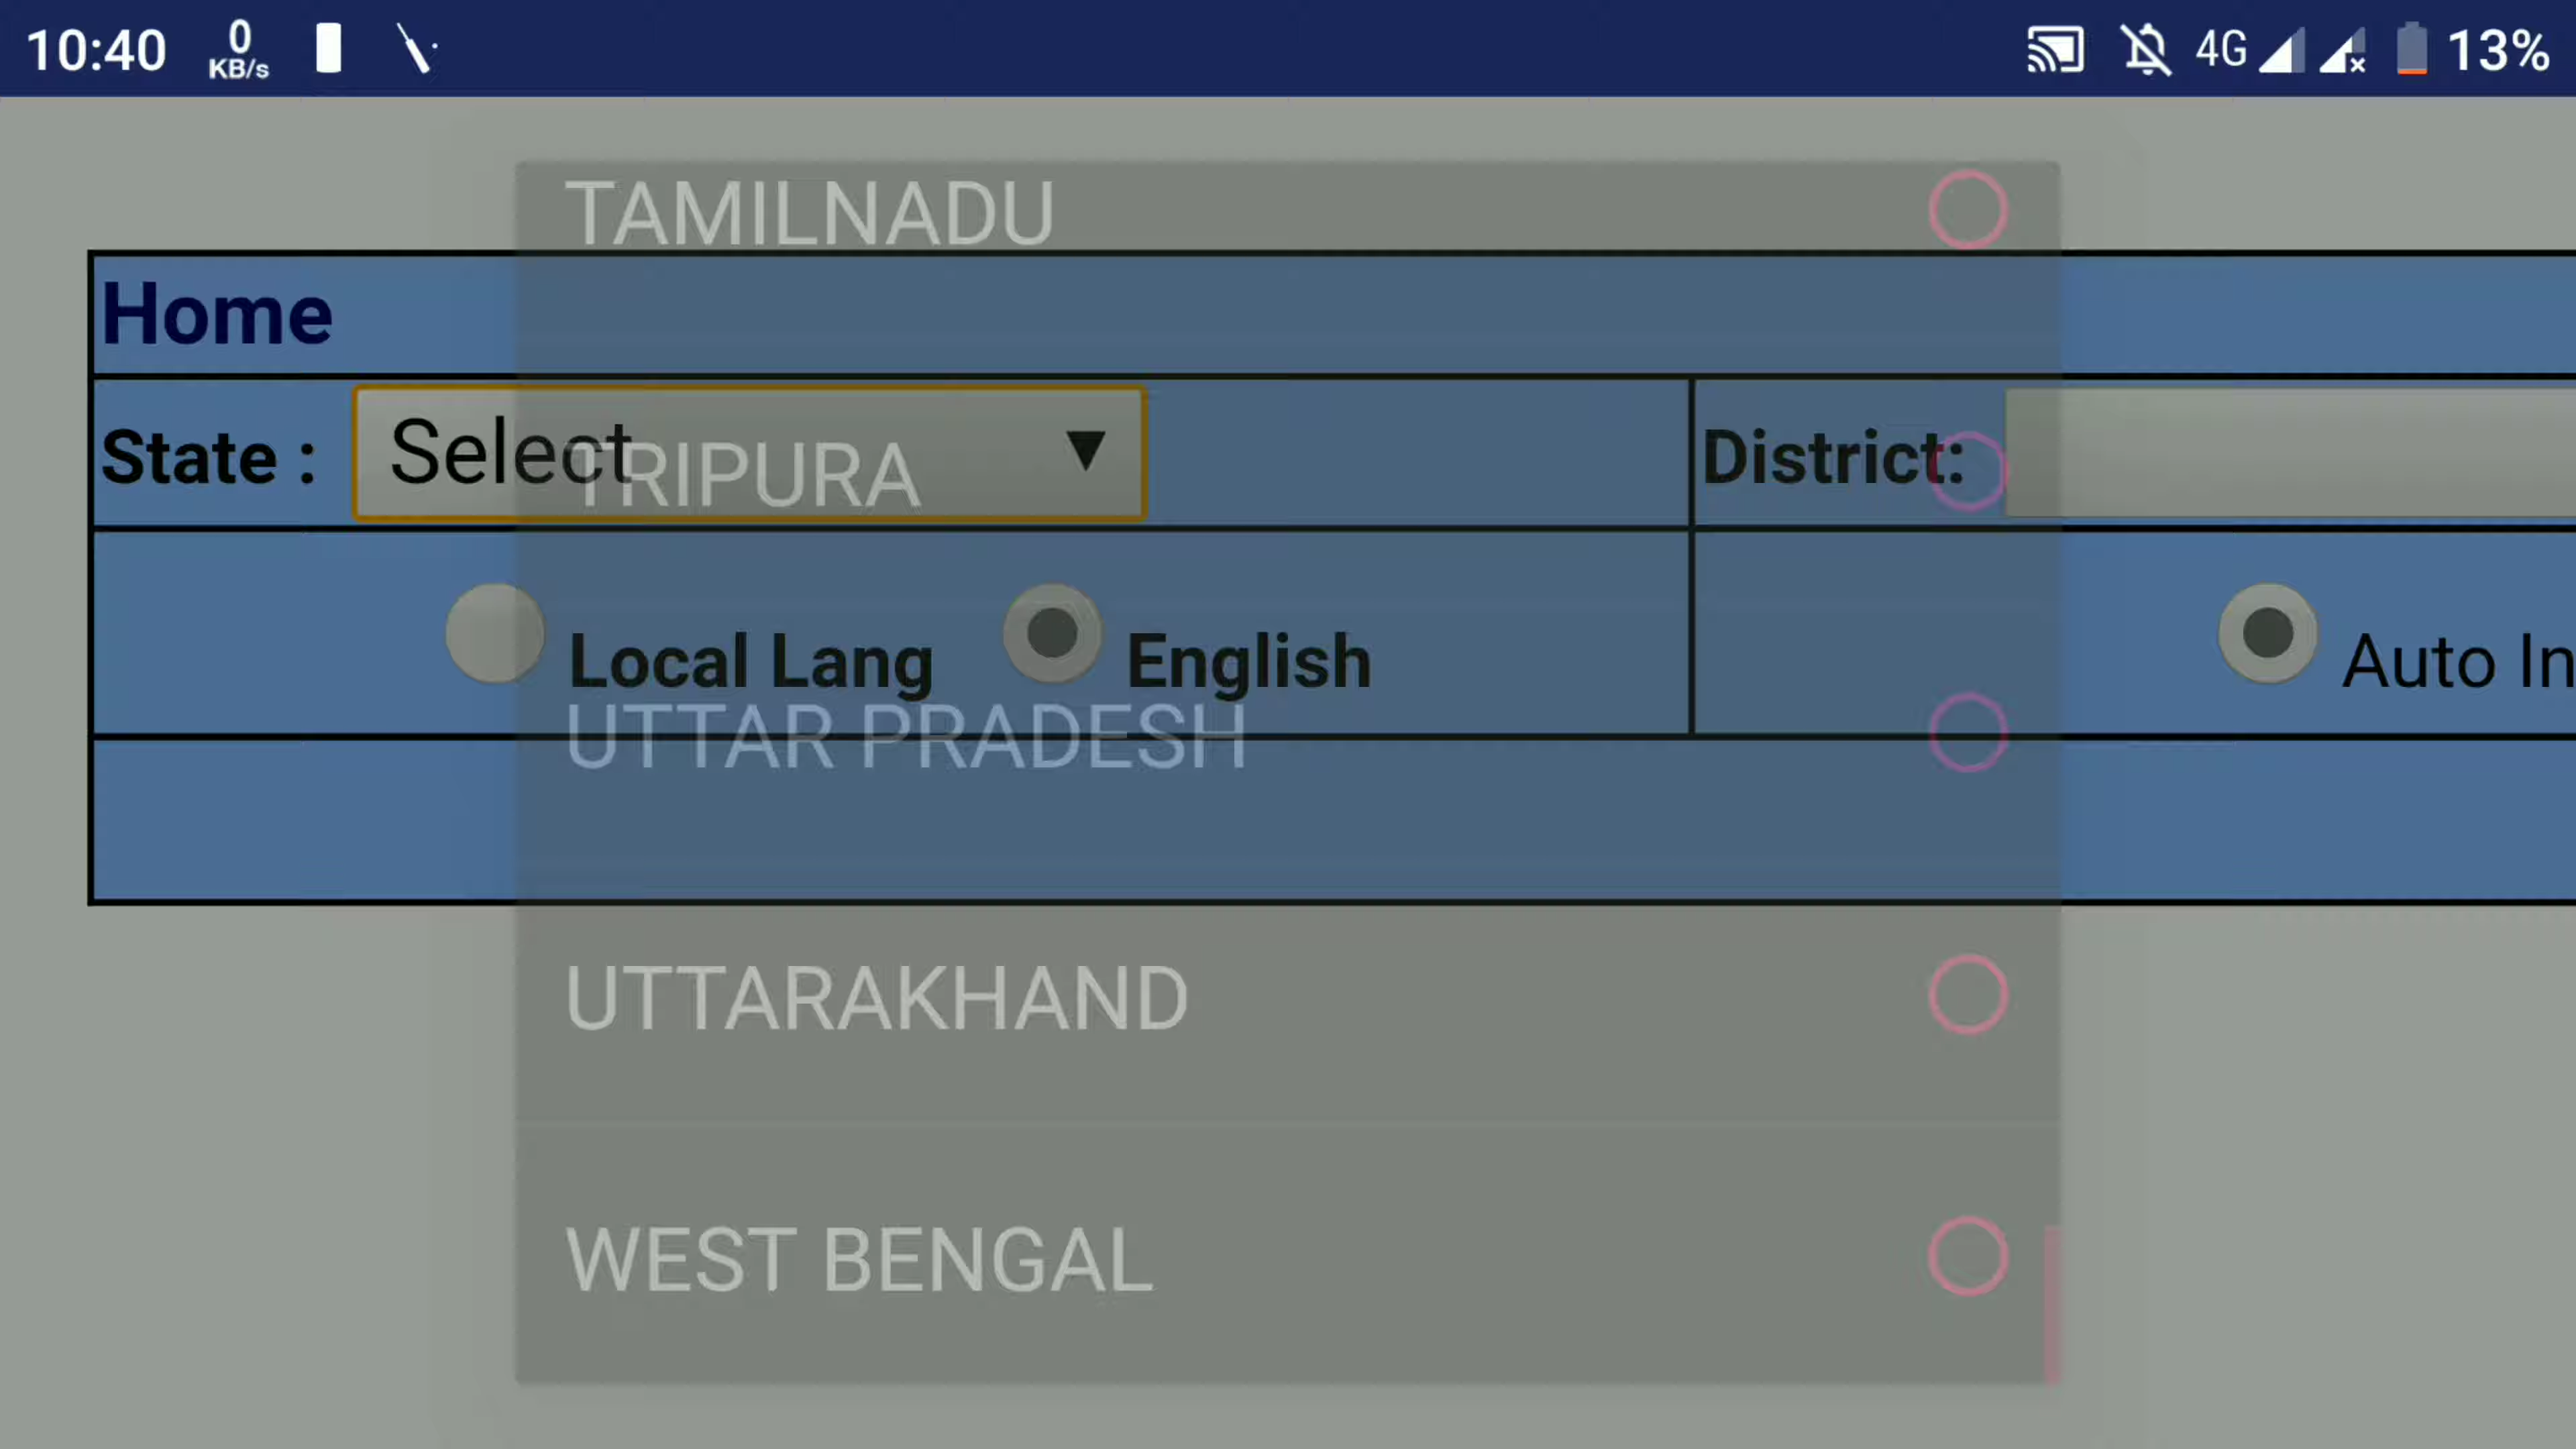 10:40 0 KB/s 4G 13%
TAMILNADU
Home
State : Select ▼ District:
TRIPURA
Local Lang English Auto In
UTTAR PRADESH
UTTARAKHAND
WEST BENGAL